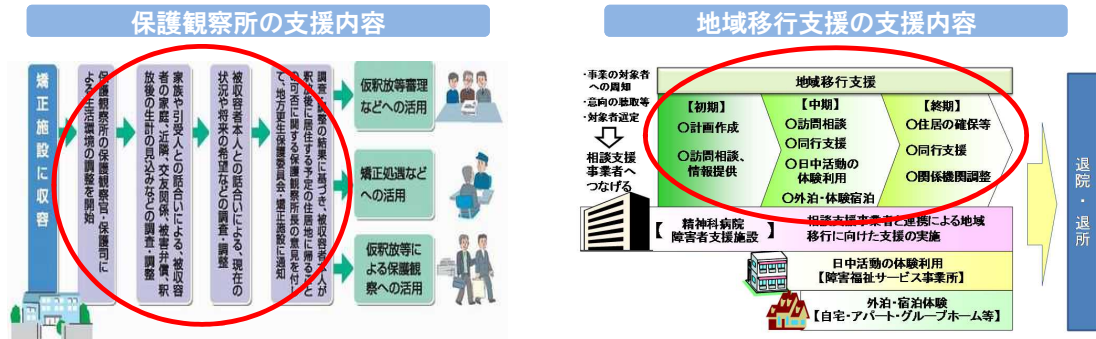 保護観察所の支援内容
矯正施設に収容
保護観察所の保護観察官・保護司に
よる生活環境の調整を開始
家族や引受人との話合いによる、被収容
者の家庭、近隣、交友関係、被害弁償、釈
放後の生計の見込みなどの調査・調整
被収容者本人との話合いによる、現在の
状況や将来の希望などの調査・調整
調査・調整の結果に基づき、被収容者本人が
釈放後に居住する予定の住居地に帰ること
の可否に関する保護観察所長の意見を付し
て、地方更生保護委員会・矯正施設に通知
仮釈放等審理
などへの活用
矯正処遇など
への活用
仮釈放等に
よる保護観
察への活用
地域移行支援の支援内容
・事業の対象者
への周知
・意向の聴取等
・対象者選定
相談支援
事業者へ
つなげる
地域移行支援
【初期】
〇計画作成
〇訪問相談、
情報提供
【中期】
〇訪問相談
〇同行支援
〇日中活動の
体験利用
〇外泊・体験宿泊
【終期】
〇住居の確保等
〇同行支援
〇関係機関調整
【 精神科病院
障害者支援施設 】
相談支援事業者と連携による地域
移行に向けた支援の実施
日中活動の体験利用
【障害福祉サービス事業所】
外泊・宿泊体験
【自宅・アパート・グループホーム等】
退院・退所